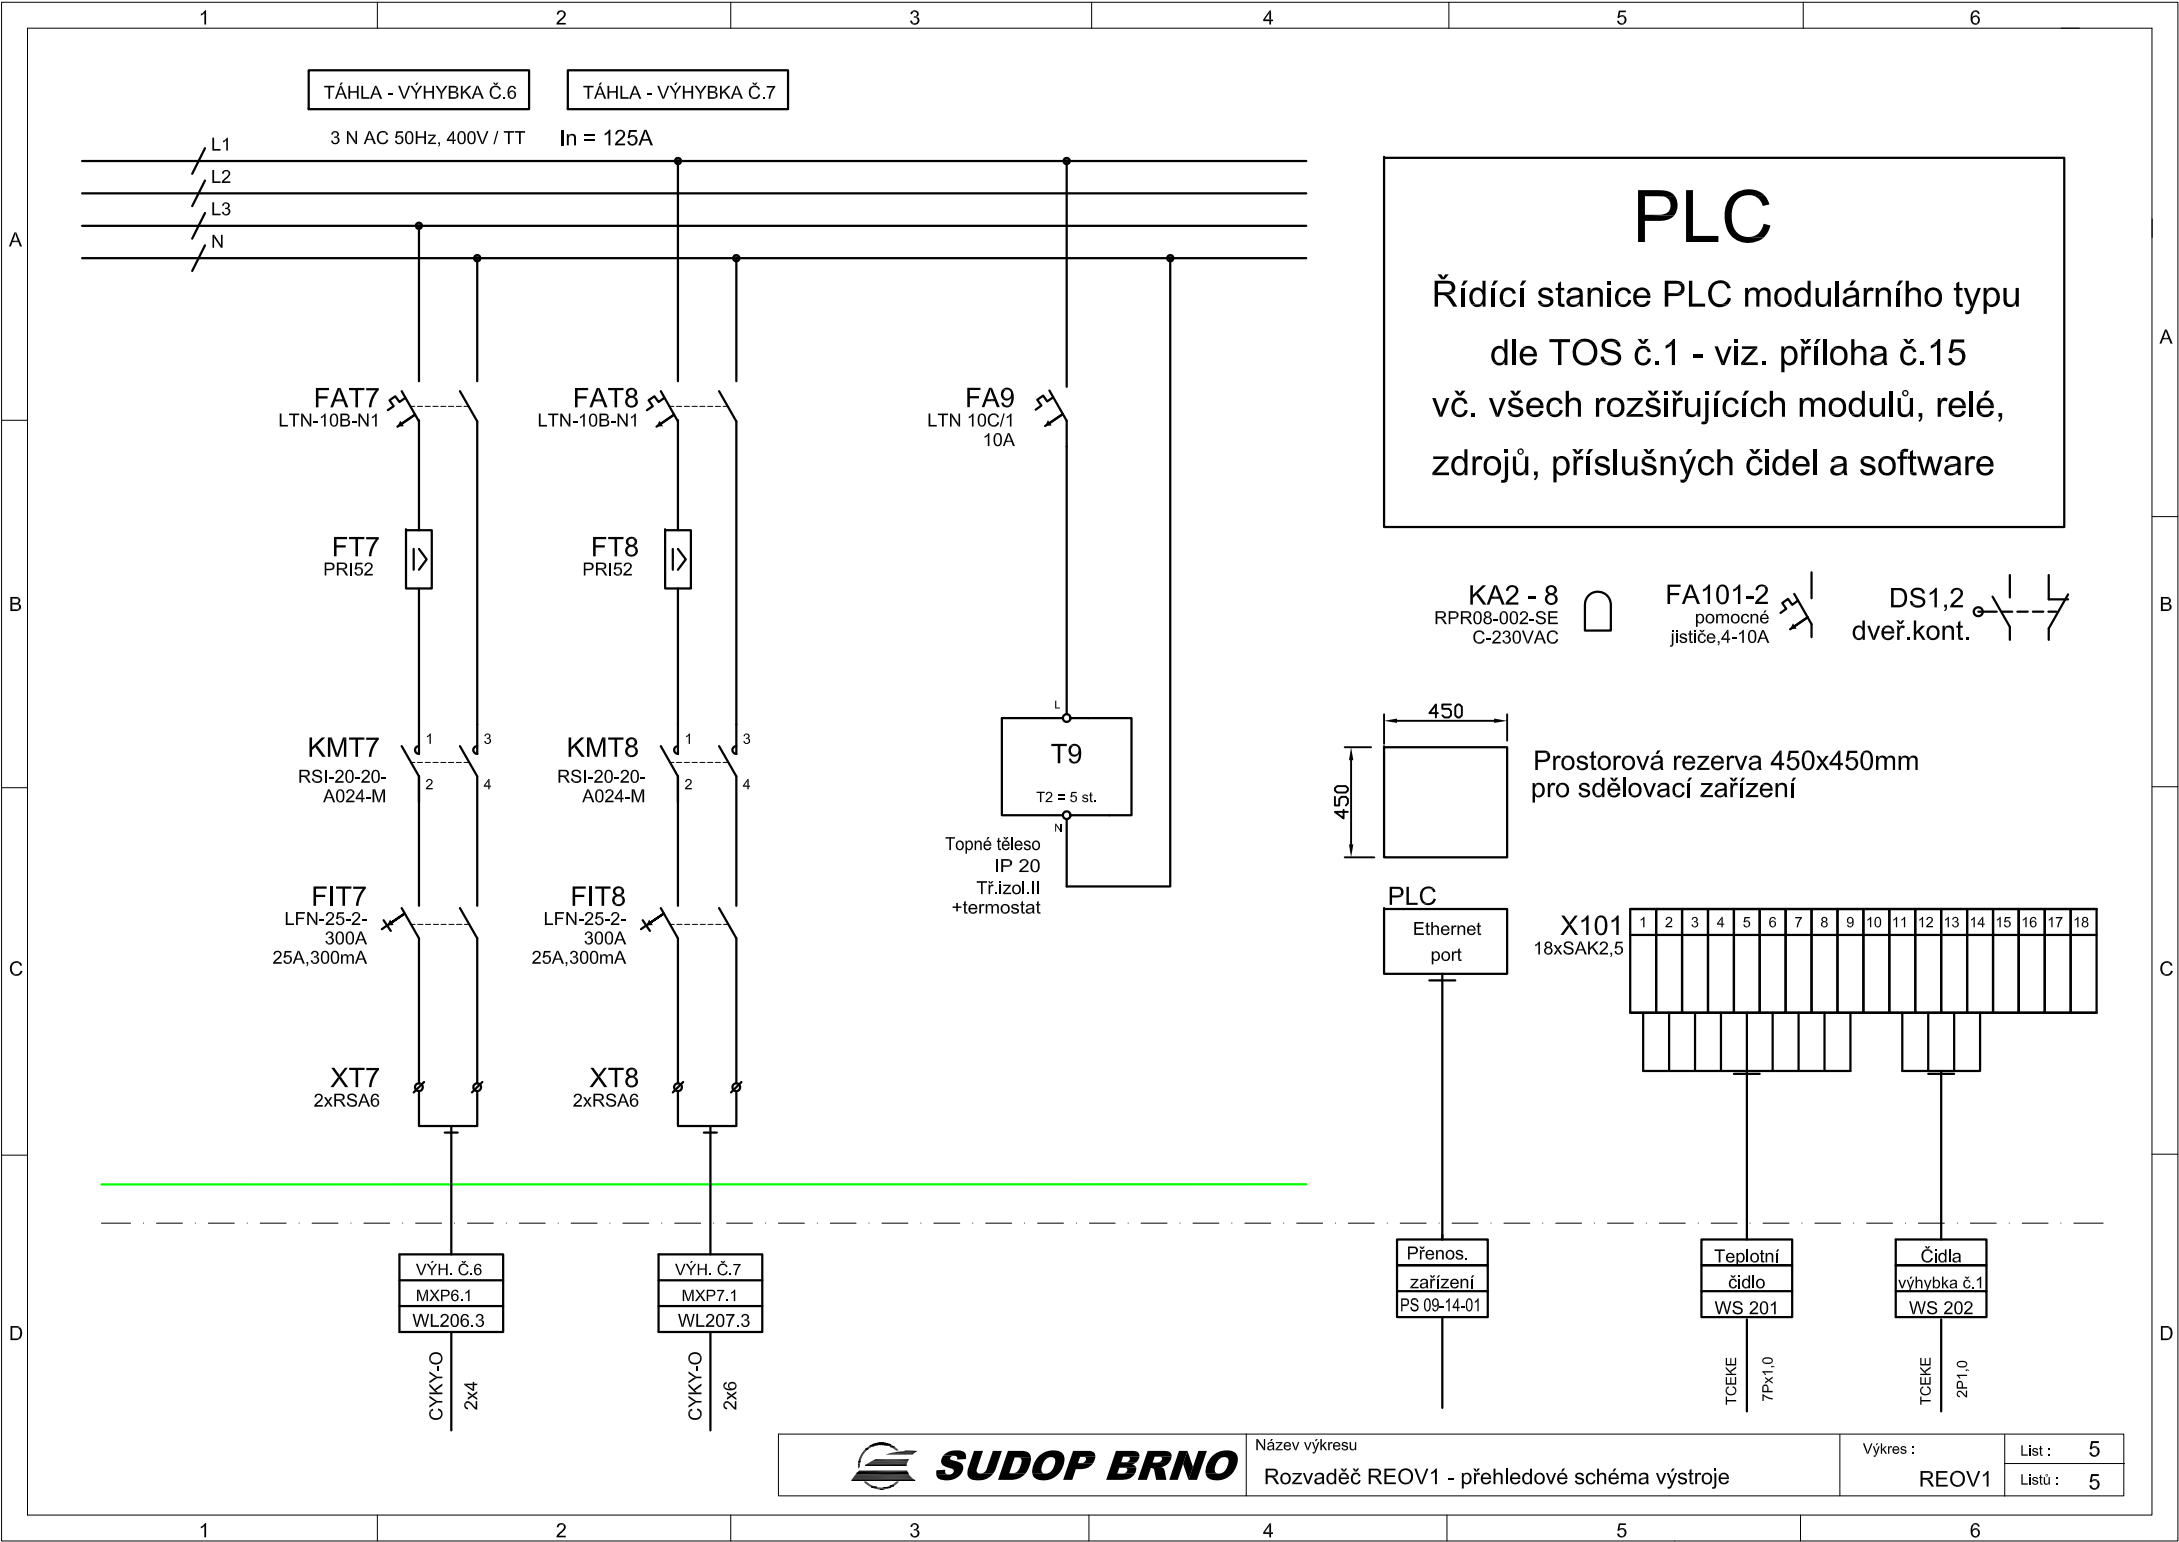 1 2 3 4 5 6
TÁHLA - VÝHYBKA Č.6
TÁHLA - VÝHYBKA Č.7
3 N AC 50Hz, 400V / TT
In = 125A
L1
L2
L3
N
A
A
B
B
C
C
D
D
PLC
Řídící stanice PLC modulárního typu
dle TOS č.1 - viz. příloha č.15
vč. všech rozšiřujících modulů, relé,
zdrojů, příslušných čidel a software
FAT7
LTN-10B-N1
FAT8
LTN-10B-N1
FA9
LTN 10C/1
10A
FT7
PRI52
FT8
PRI52
KA2 - 8
RPR08-002-SE
C-230VAC
FA101-2
pomocné
jističe,4-10A
DS1,2
dveř.kont.
KMT7
RSI-20-20-
A024-M
1
3
2
4
KMT8
RSI-20-20-
A024-M
1
3
2
4
L
T9
T2 = 5 st.
N
Topné těleso
IP 20
Tř.izol.II
+termostat
450
450
Prostorová rezerva 450x450mm
pro sdělovací zařízení
FIT7
LFN-25-2-
300A
25A,300mA
FIT8
LFN-25-2-
300A
25A,300mA
PLC
Ethernet
port
X101
18xSAK2,5
1 2 3 4 5 6 7 8 9 10 11 12 13 14 15 16 17 18
XT7
2xRSA6
XT8
2xRSA6
VÝH. Č.6
MXP6.1
WL206.3
CYKY-O
2x4
VÝH. Č.7
MXP7.1
WL207.3
CYKY-O
2x6
Přenos.
zařízení
PS 09-14-01
Teplotní
čidlo
WS 201
TCEKE
7Px1,0
Čidla
výhybka č.1
WS 202
TCEKE
2P1,0
SUDOP BRNO
Název výkresu
Rozvaděč REOV1 - přehledové schéma výstroje
Výkres :
REOV1
List : 5
Listů : 5
1 2 3 4 5 6